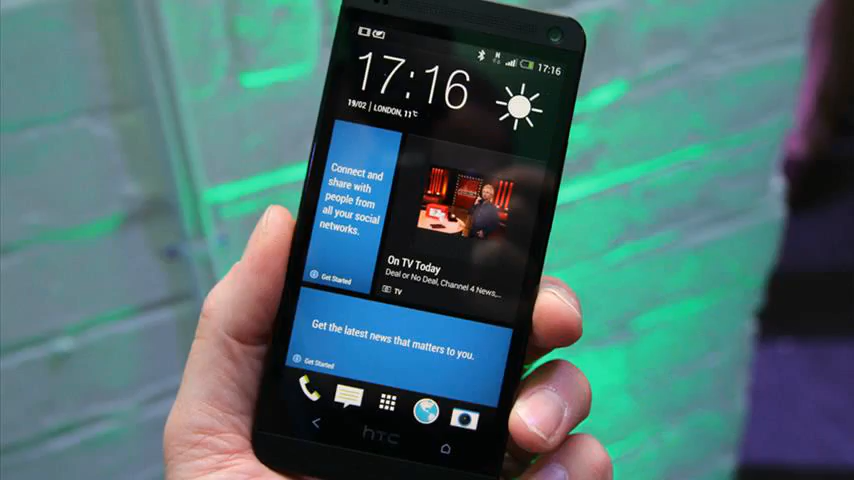 17:16
17:16
19/02 | LONDON, 11°C
Connect and
share with
people from
all your social
networks.
Get Started
On TV Today
Deal or No Deal, Channel 4 News,...
TV
Get the latest news that matters to you.
Get Started
hTC